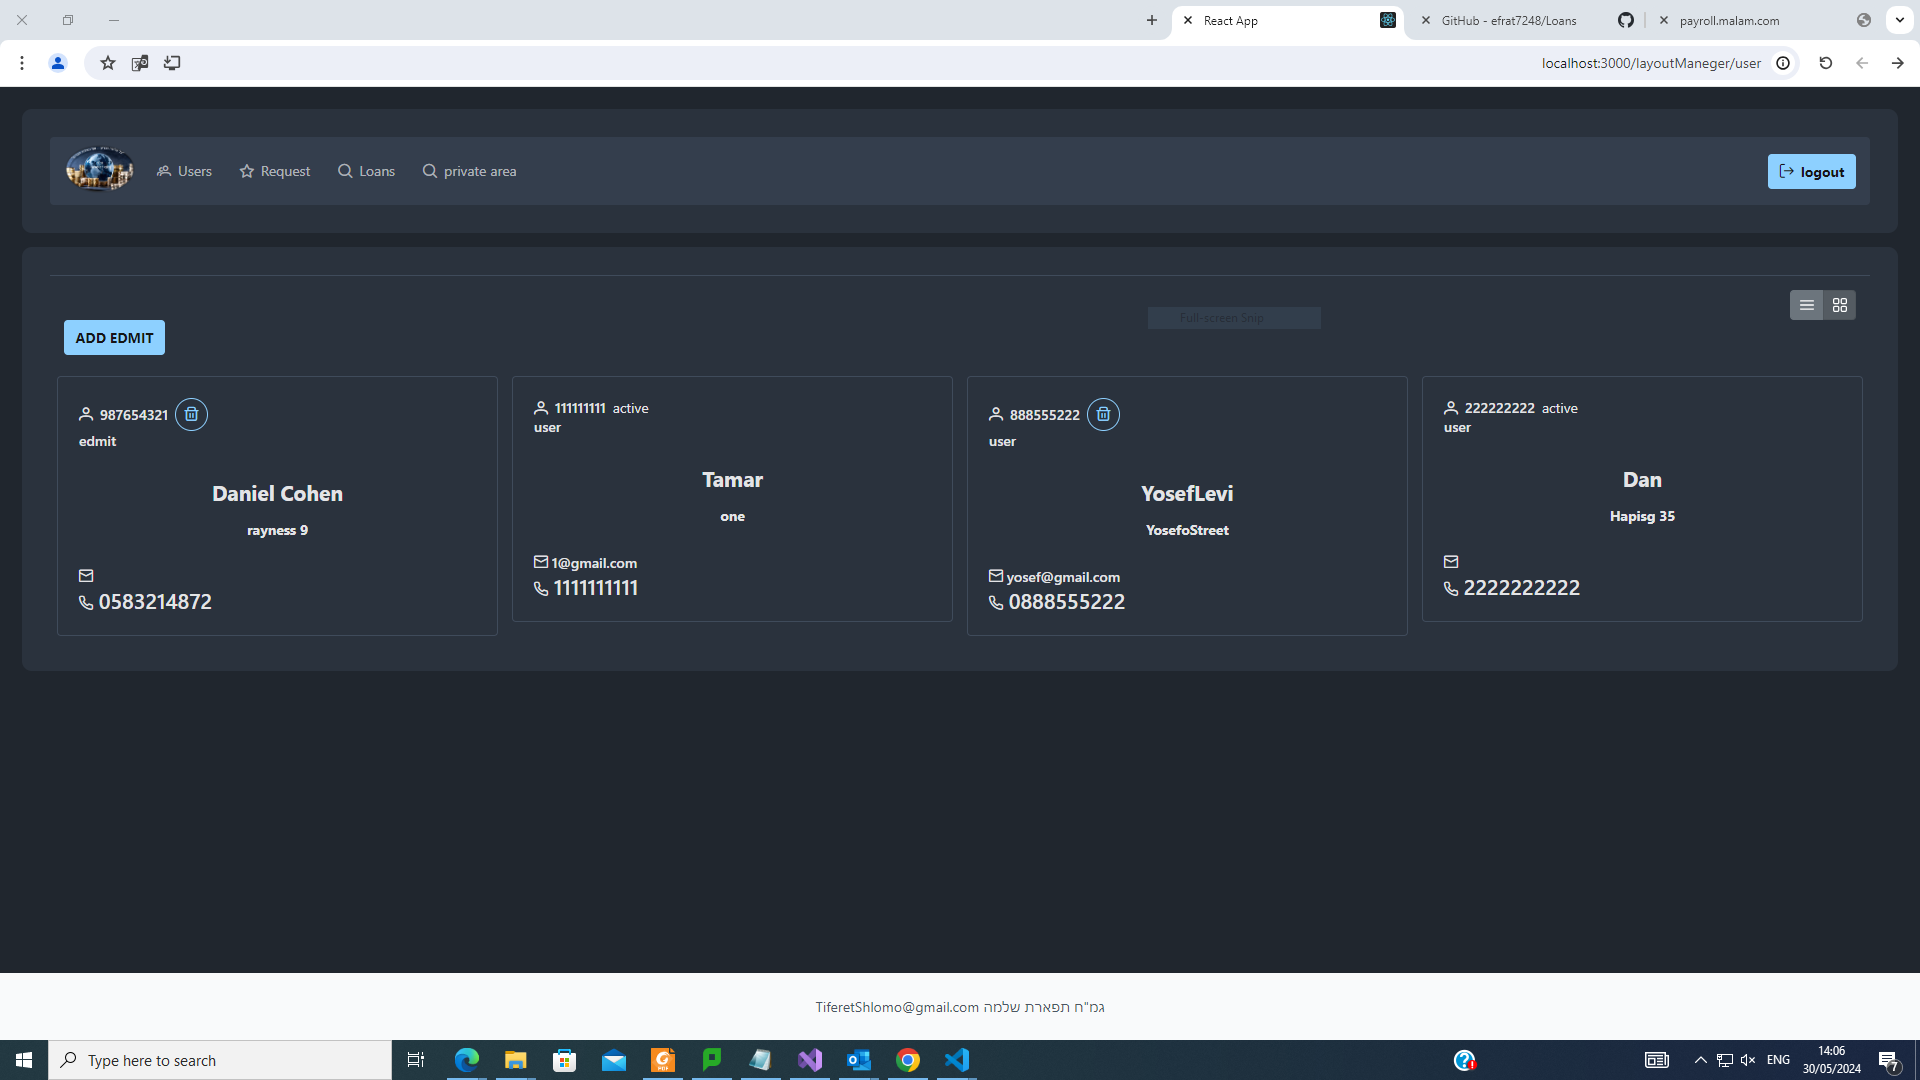 React App
GitHub - efrat7248/Loans
payroll.malam.com
localhost:3000/layoutManeger/user
Users
Request
Loans
private area
logout
Full-screen Snip
ADD EDMIT
987654321
edmit
Daniel Cohen
rayness 9
0583214872
111111111 active
user
Tamar
one
1@gmail.com
1111111111
888555222
user
YosefLevi
YosefoStreet
yosef@gmail.com
0888555222
222222222 active
user
Dan
Hapisg 35
2222222222
גמ"ח תפארת שלמה TiferetShlomo@gmail.com
Type here to search
ENG
14:06
30/05/2024
7